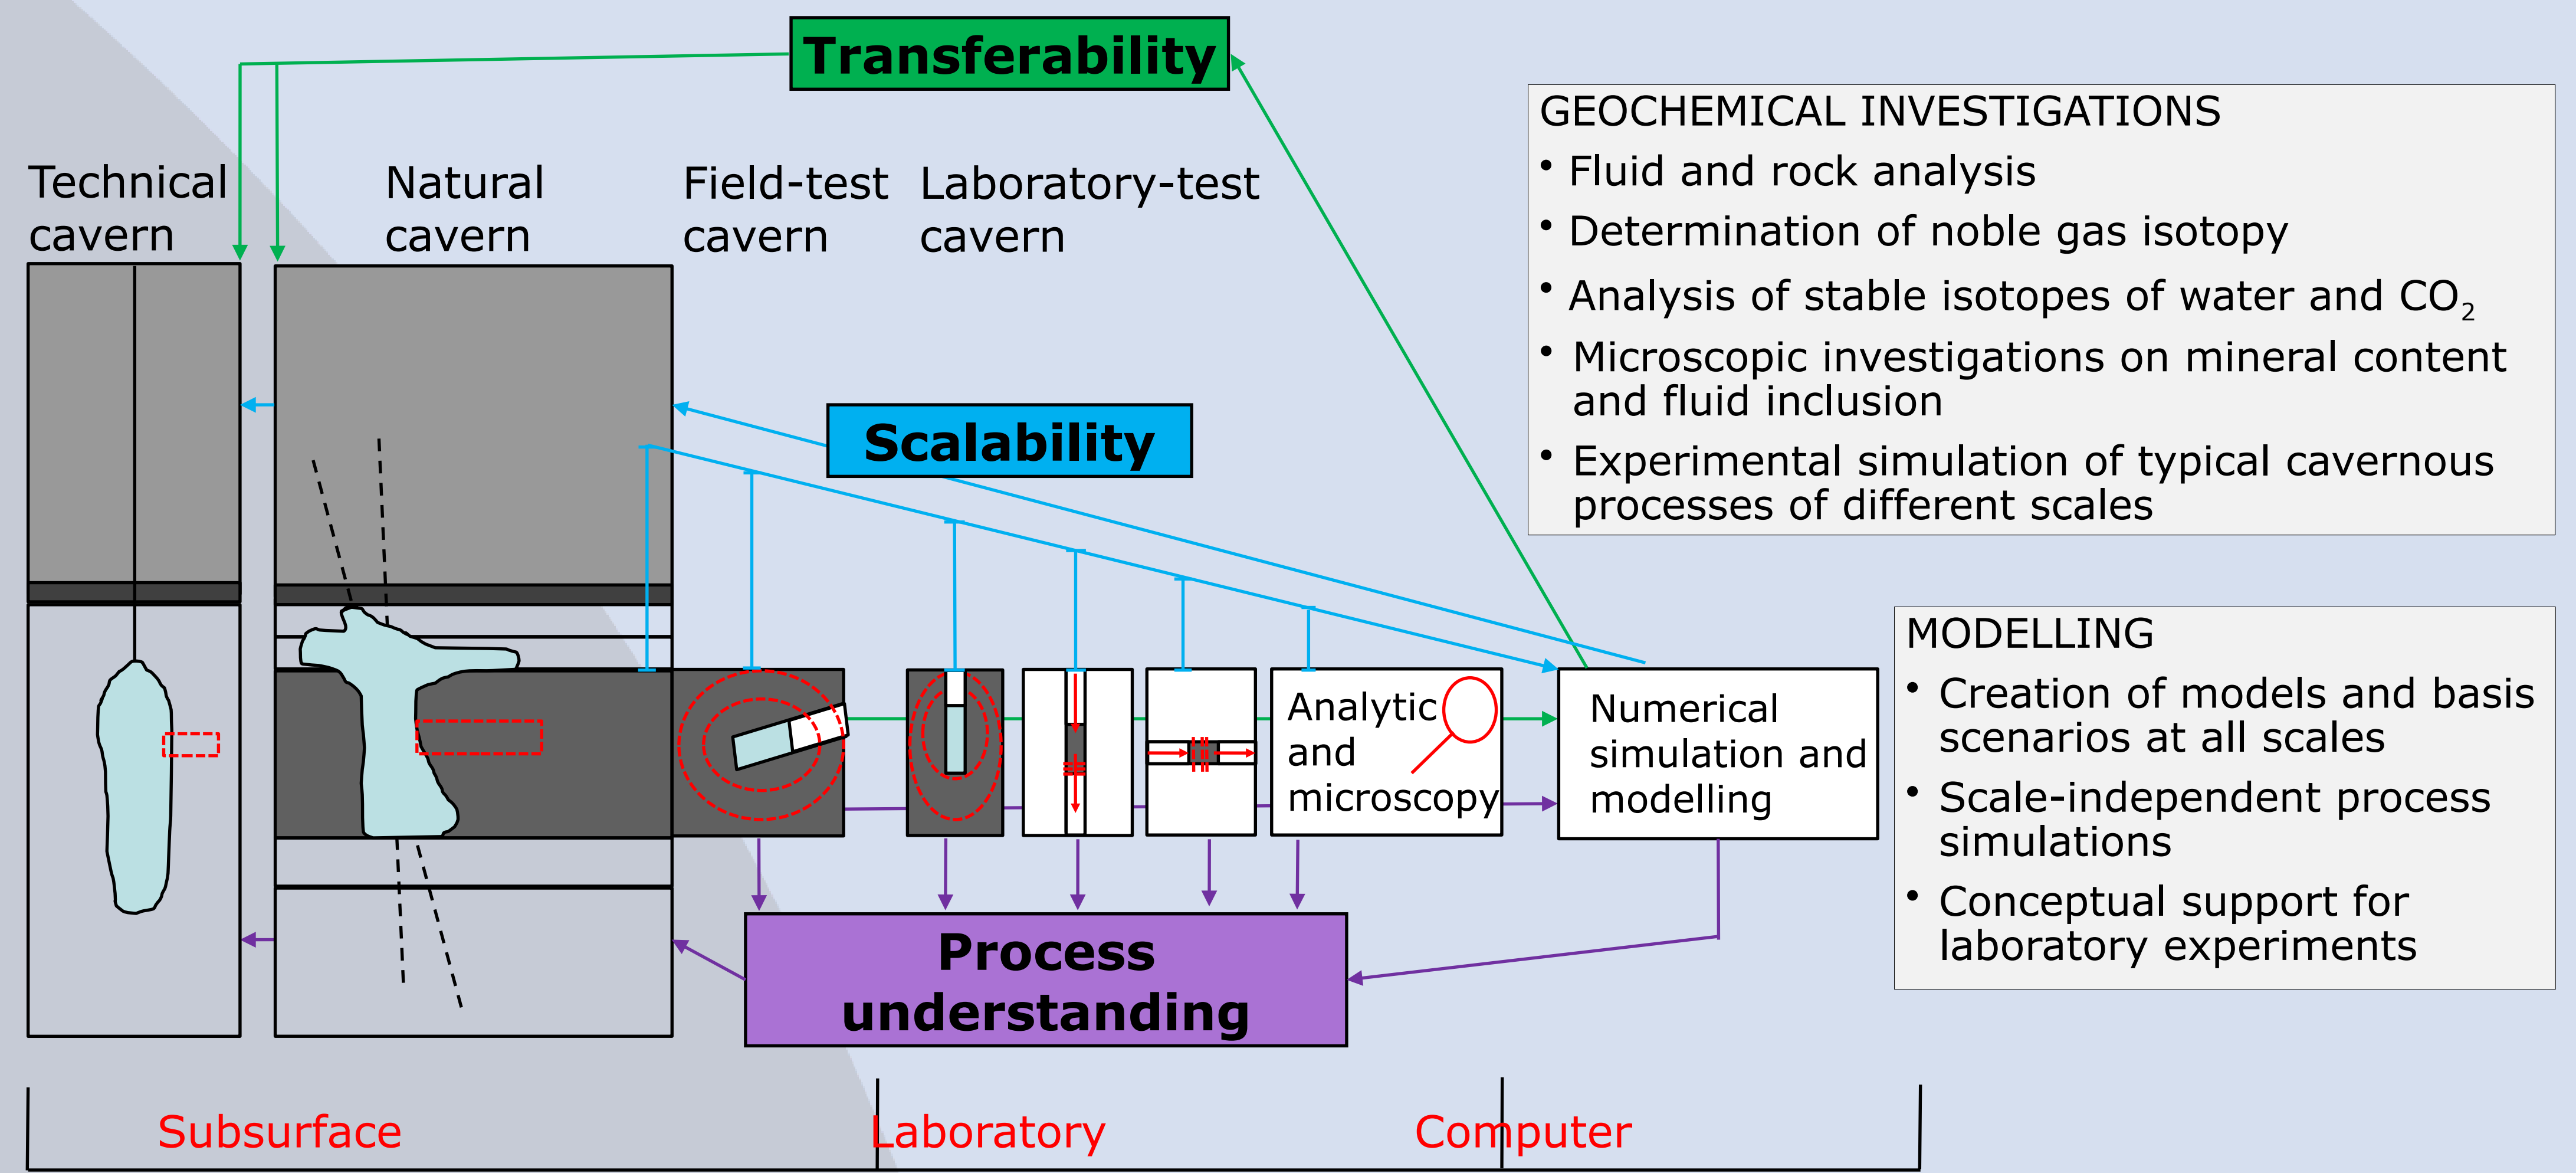 Transferability
GEOCHEMICAL INVESTIGATIONS
• Fluid and rock analysis
• Determination of noble gas isotopy
• Analysis of stable isotopes of water and CO₂
• Microscopic investigations on mineral content
and fluid inclusion
• Experimental simulation of typical cavernous
processes of different scales
Technical
cavern
Natural
cavern
Field-test
cavern
Laboratory-test
cavern
Scalability
Analytic
and
microscopy
Numerical
simulation and
modelling
MODELLING
• Creation of models and basis
scenarios at all scales
• Scale-independent process
simulations
• Conceptual support for
laboratory experiments
Process
understanding
Subsurface
Laboratory
Computer